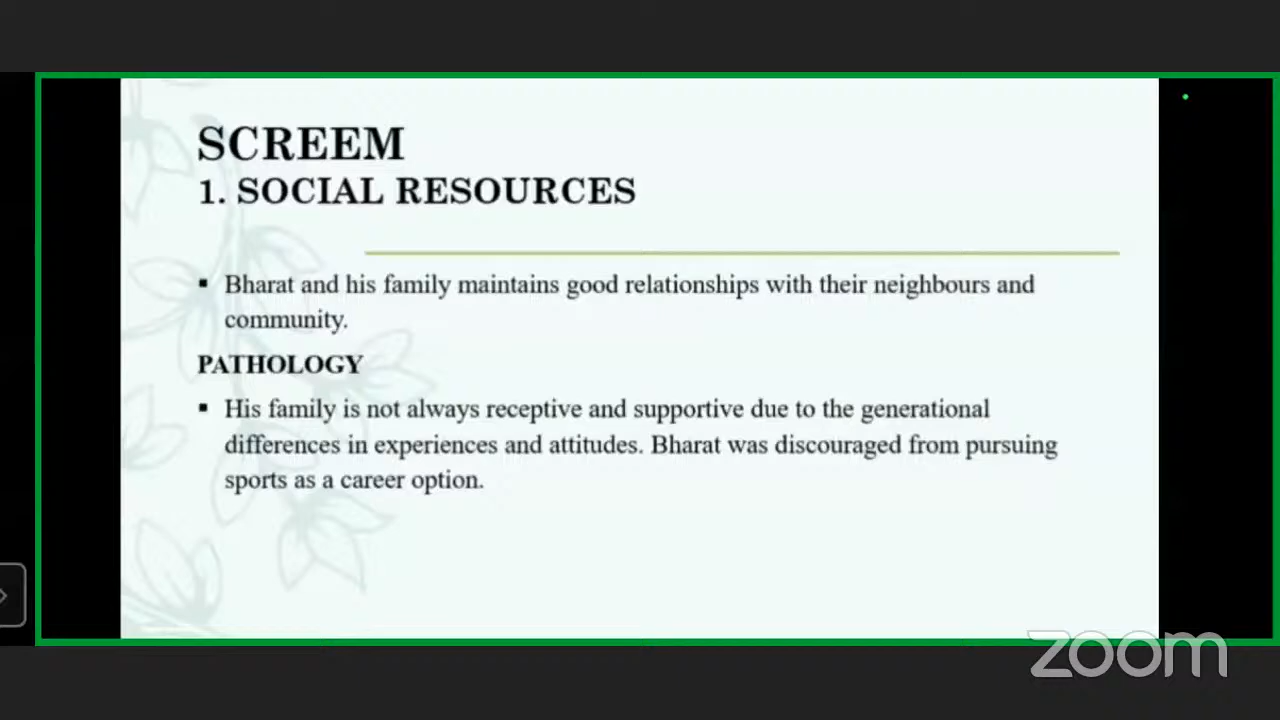 SCREEM
1. SOCIAL RESOURCES
▪ Bharat and his family maintains good relationships with their neighbours and
community.
PATHOLOGY
▪ His family is not always receptive and supportive due to the generational
differences in experiences and attitudes. Bharat was discouraged from pursuing
sports as a career option.
zoom